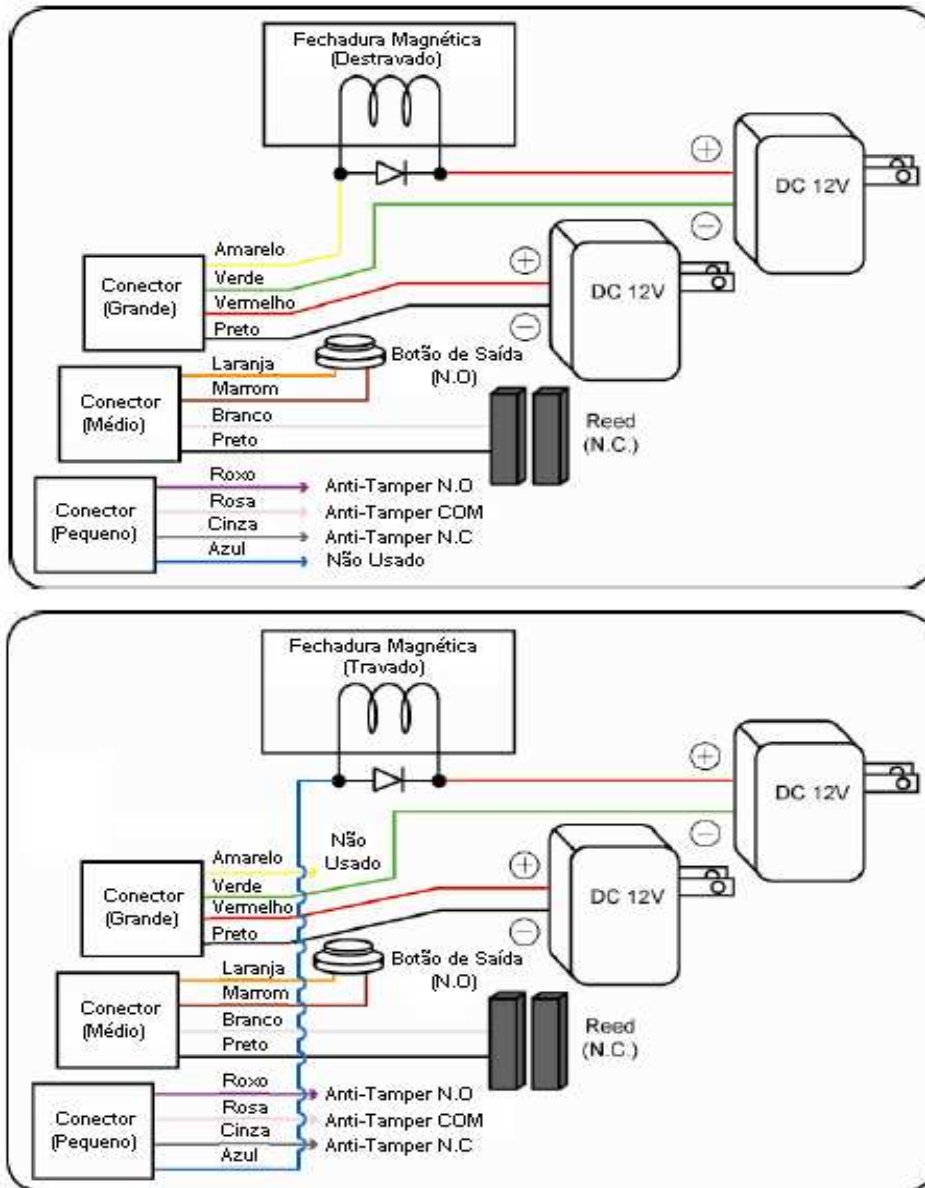 Fechadura Magnética
(Destravado)
+
DC 12V
-
Amarelo
Verde
Vermelho
Preto
Conector
(Grande)
+
DC 12V
-
Laranja
Marrom
Branco
Preto
Conector
(Médio)
Botão de Saída
(N.O)
Reed
(N.C.)
Roxo
Rosa
Cinza
Azul
Conector
(Pequeno)
Anti-Tamper N.O
Anti-Tamper COM
Anti-Tamper N.C
Não Usado
Fechadura Magnética
(Travado)
+
DC 12V
-
Amarelo
Verde
Vermelho
Preto
Não
Usado
Conector
(Grande)
+
DC 12V
-
Laranja
Marrom
Branco
Preto
Conector
(Médio)
Botão de Saída
(N.O)
Reed
(N.C.)
Roxo
Rosa
Cinza
Azul
Conector
(Pequeno)
Anti-Tamper N.O
Anti-Tamper COM
Anti-Tamper N.C